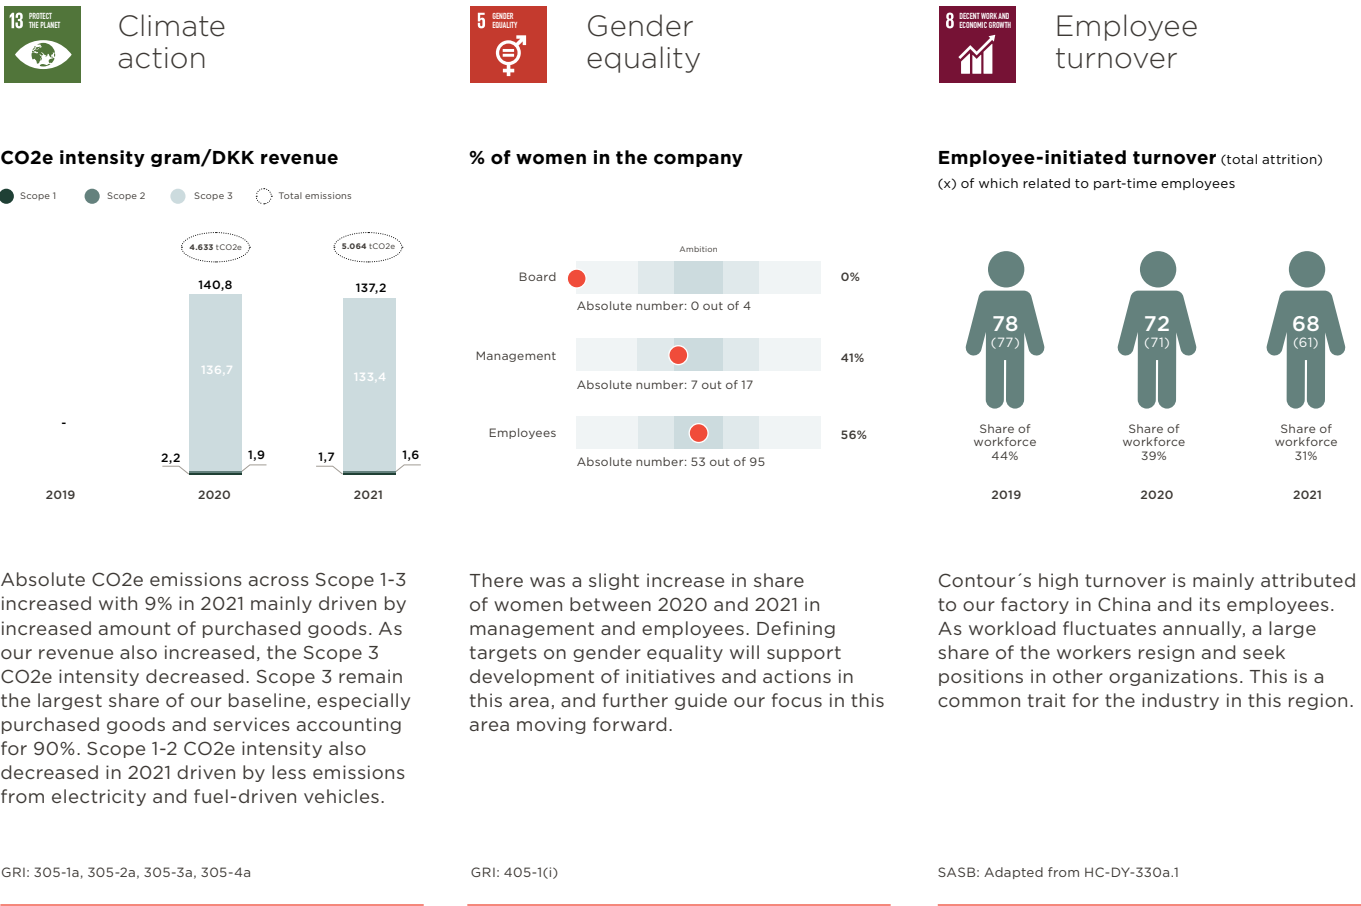 13 PROTECT
THE PLANET
Climate
action
CO2e intensity gram/DKK revenue
Scope 1
Scope 2
Scope 3
Total emissions
4.633 tCO2e
5.064 tCO2e
140,8
137,2
136,7
133,4
-
2,2
1,9
1,7
1,6
2019
2020
2021
Absolute CO2e emissions across Scope 1-3
increased with 9% in 2021 mainly driven by
increased amount of purchased goods. As
our revenue also increased, the Scope 3
CO2e intensity decreased. Scope 3 remain
the largest share of our baseline, especially
purchased goods and services accounting
for 90%. Scope 1-2 CO2e intensity also
decreased in 2021 driven by less emissions
from electricity and fuel-driven vehicles.
GRI: 305-1a, 305-2a, 305-3a, 305-4a
5 GENDER
EQUALITY
Gender
equality
% of women in the company
Ambition
Board
0%
Absolute number: 0 out of 4
Management
41%
Absolute number: 7 out of 17
Employees
56%
Absolute number: 53 out of 95
There was a slight increase in share
of women between 2020 and 2021 in
management and employees. Defining
targets on gender equality will support
development of initiatives and actions in
this area, and further guide our focus in this
area moving forward.
GRI: 405-1(i)
8 DECENT WORK AND
ECONOMIC GROWTH
Employee
turnover
Employee-initiated turnover (total attrition)
(x) of which related to part-time employees
78
(77)
72
(71)
68
(61)
Share of
workforce
44%
Share of
workforce
39%
Share of
workforce
31%
2019
2020
2021
Contour´s high turnover is mainly attributed
to our factory in China and its employees.
As workload fluctuates annually, a large
share of the workers resign and seek
positions in other organizations. This is a
common trait for the industry in this region.
SASB: Adapted from HC-DY-330a.1